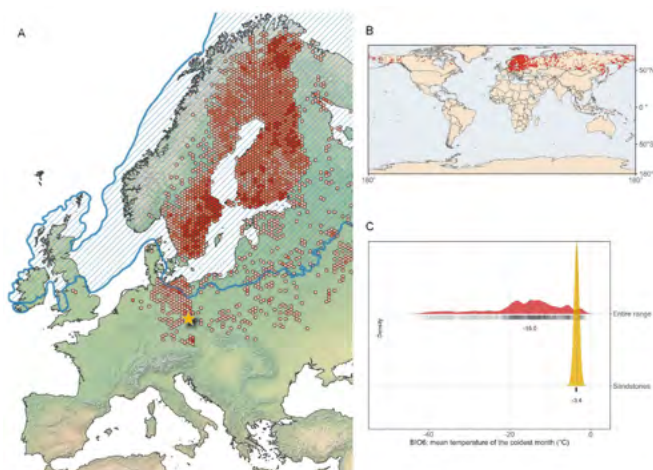 A
B
50°N
0°
50°S
180°
180°
C
Density
Entire range
-15.0
Sandstones
-3.4
-40
-20
0
BIO6: mean temperature of the coldest month (°C)